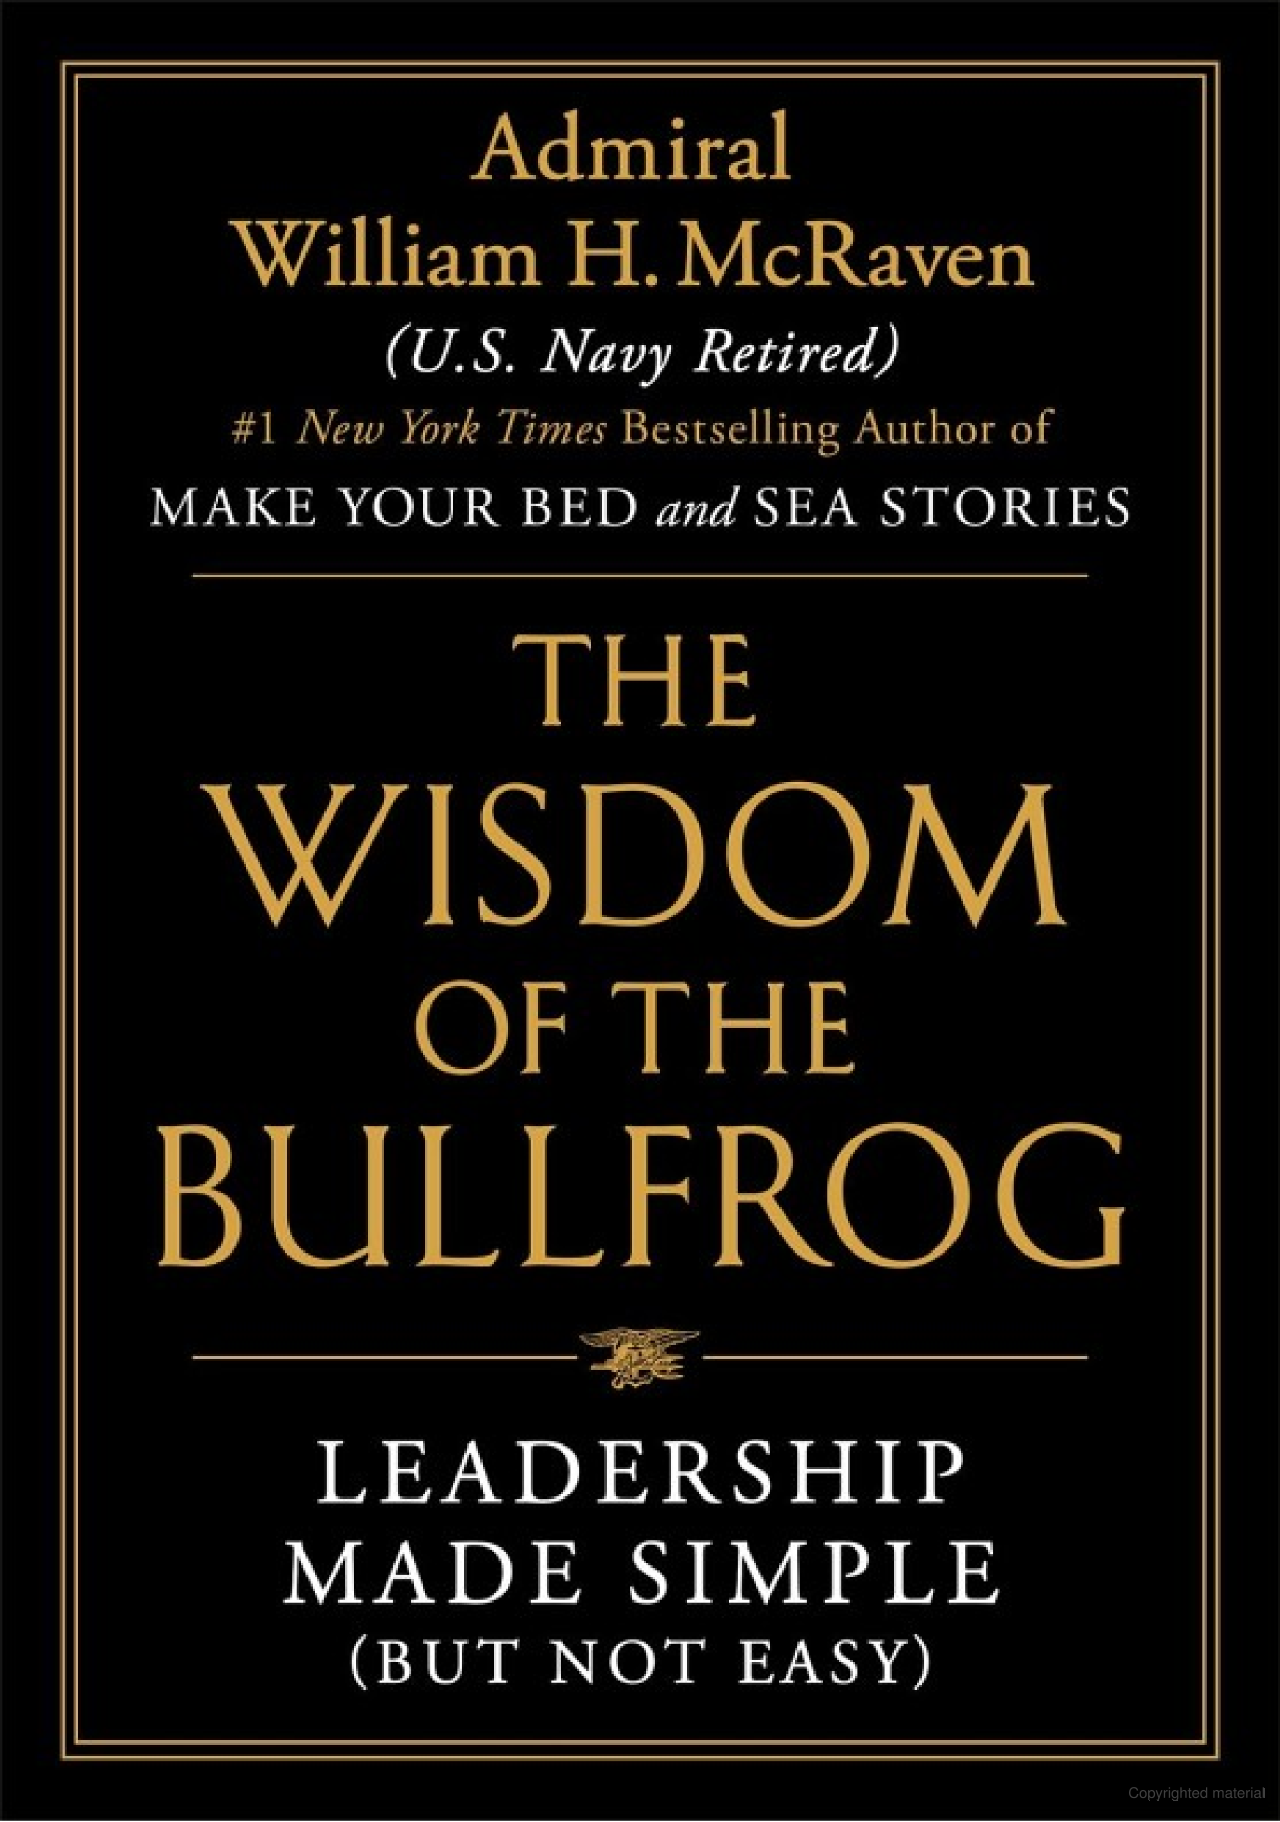 Admiral
William H. McRaven
(U.S. Navy Retired)
#1 New York Times Bestselling Author of
MAKE YOUR BED and SEA STORIES
THE
WISDOM
OF THE
BULLFROG
LEADERSHIP
MADE SIMPLE
(BUT NOT EASY)
Copyrighted material